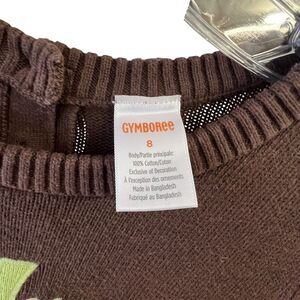 GYMBOREE
8
Body/Partie principale:
100% Cotton/Coton
Exclusive of Decoration
À l'exception des ornements
Made in Bangladesh
Fabriqué au Bangladesh